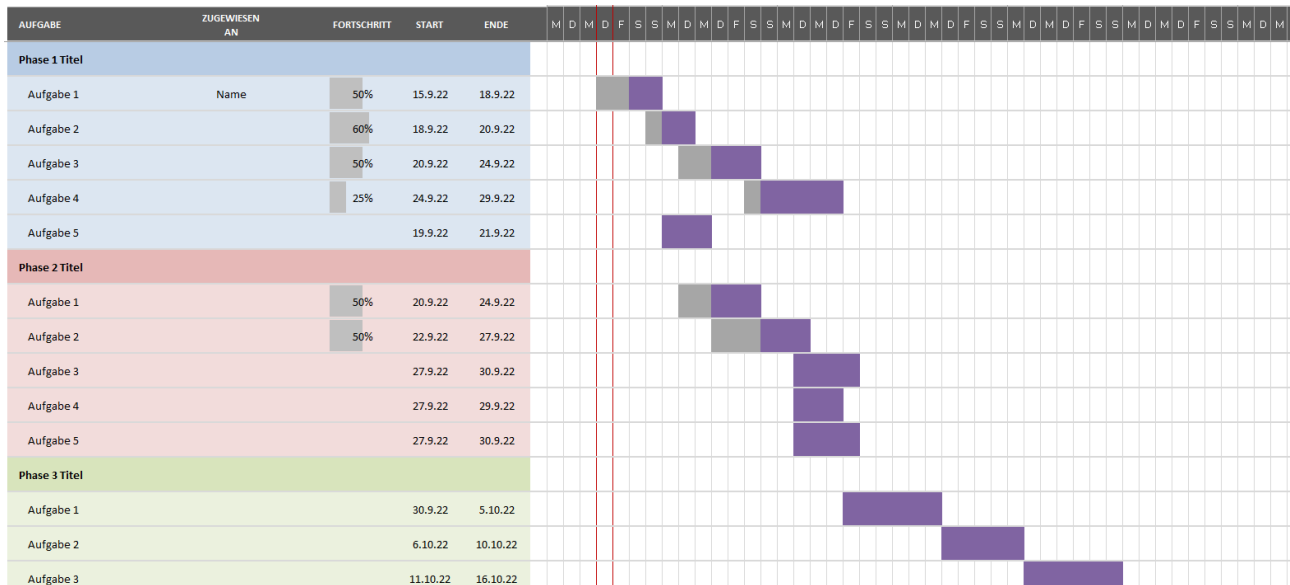 AUFGABE ZUGEWIESEN AN FORTSCHRITT START ENDE M D M D F S S M D M D F S S M D M D F S S M D M D F S S M D M D F S S M D M D F S S M D M
Phase 1 Titel
Aufgabe 1 Name 50% 15.9.22 18.9.22
Aufgabe 2 60% 18.9.22 20.9.22
Aufgabe 3 50% 20.9.22 24.9.22
Aufgabe 4 25% 24.9.22 29.9.22
Aufgabe 5 19.9.22 21.9.22
Phase 2 Titel
Aufgabe 1 50% 20.9.22 24.9.22
Aufgabe 2 50% 22.9.22 27.9.22
Aufgabe 3 27.9.22 30.9.22
Aufgabe 4 27.9.22 29.9.22
Aufgabe 5 27.9.22 30.9.22
Phase 3 Titel
Aufgabe 1 30.9.22 5.10.22
Aufgabe 2 6.10.22 10.10.22
Aufgabe 3 11.10.22 16.10.22